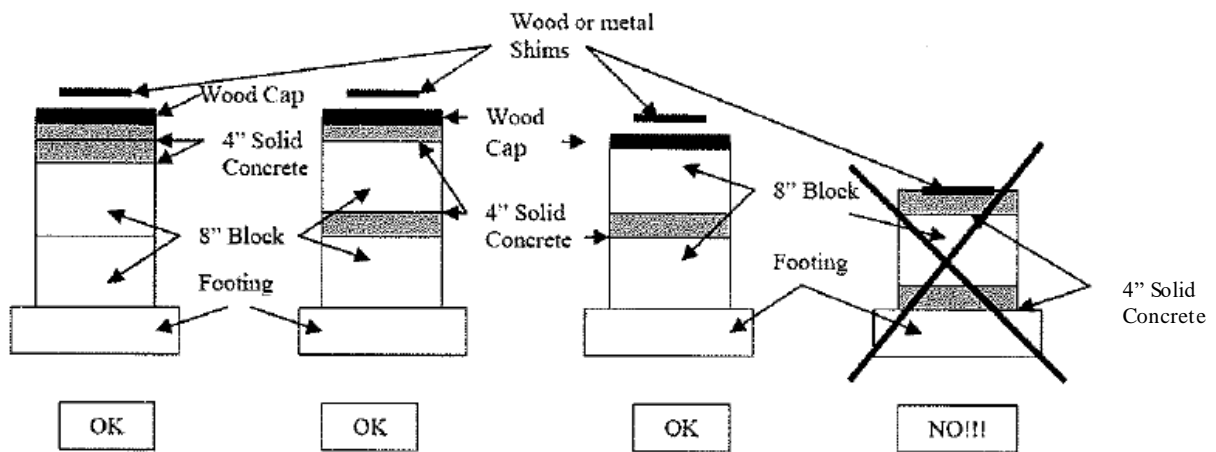 Wood or metal
Shims
Wood Cap
4" Solid
Concrete
8" Block
Footing
Wood
Cap
4" Solid
Concrete
8" Block
Footing
4" Solid
Concrete
OK
OK
OK
NO!!!